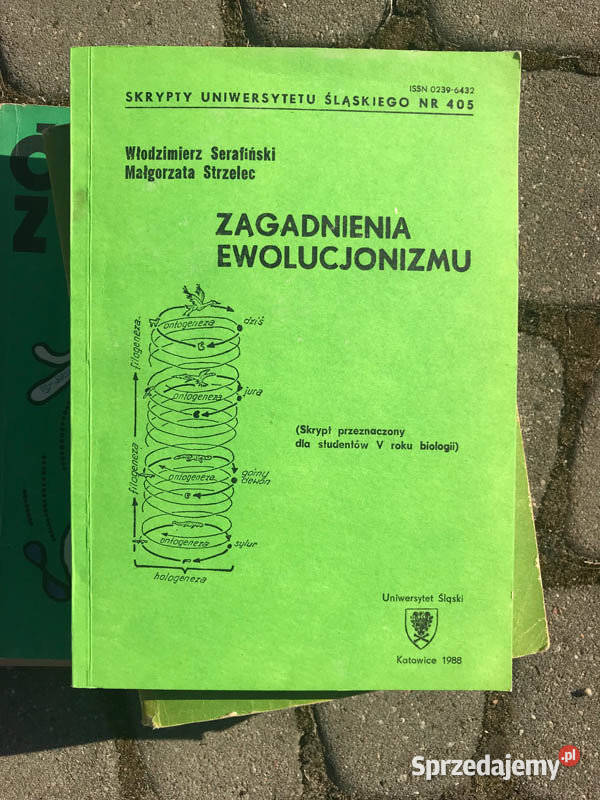 ISSN 0239-6432
SKRYPTY UNIWERSYTETU ŚLĄSKIEGO NR 405
Włodzimierz Serafiński
Małgorzata Strzelec
ZAGADNIENIA
EWOLUCJONIZMU
ontogeneza
dziś
filogeneza
ontogeneza
jura
(Skrypt przeznaczony
dla studentów V roku biologii)
ontogeneza
górny
dewon
filogeneza
ontogeneza
sylur
hologeneza
Uniwersytet Śląski
Katowice 1988
Sprzedajemy.pl